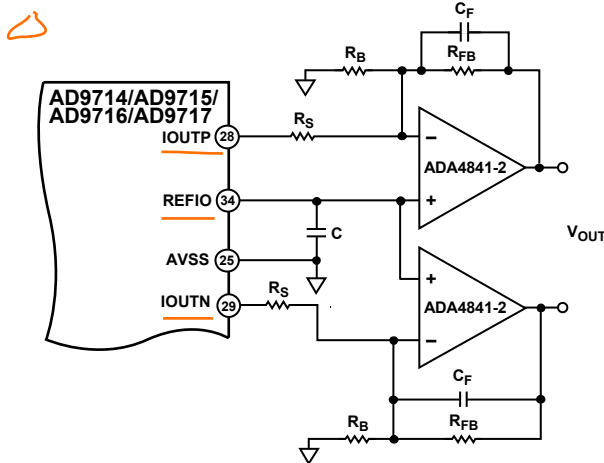 CF
RB
RFB
AD9714/AD9715/
AD9716/AD9717
IOUTP 28
RS
–
ADA4841-2
+
REFIO 34
C
VOUT
AVSS 25
+
RS
ADA4841-2
IOUTN 29
–
CF
RB
RFB